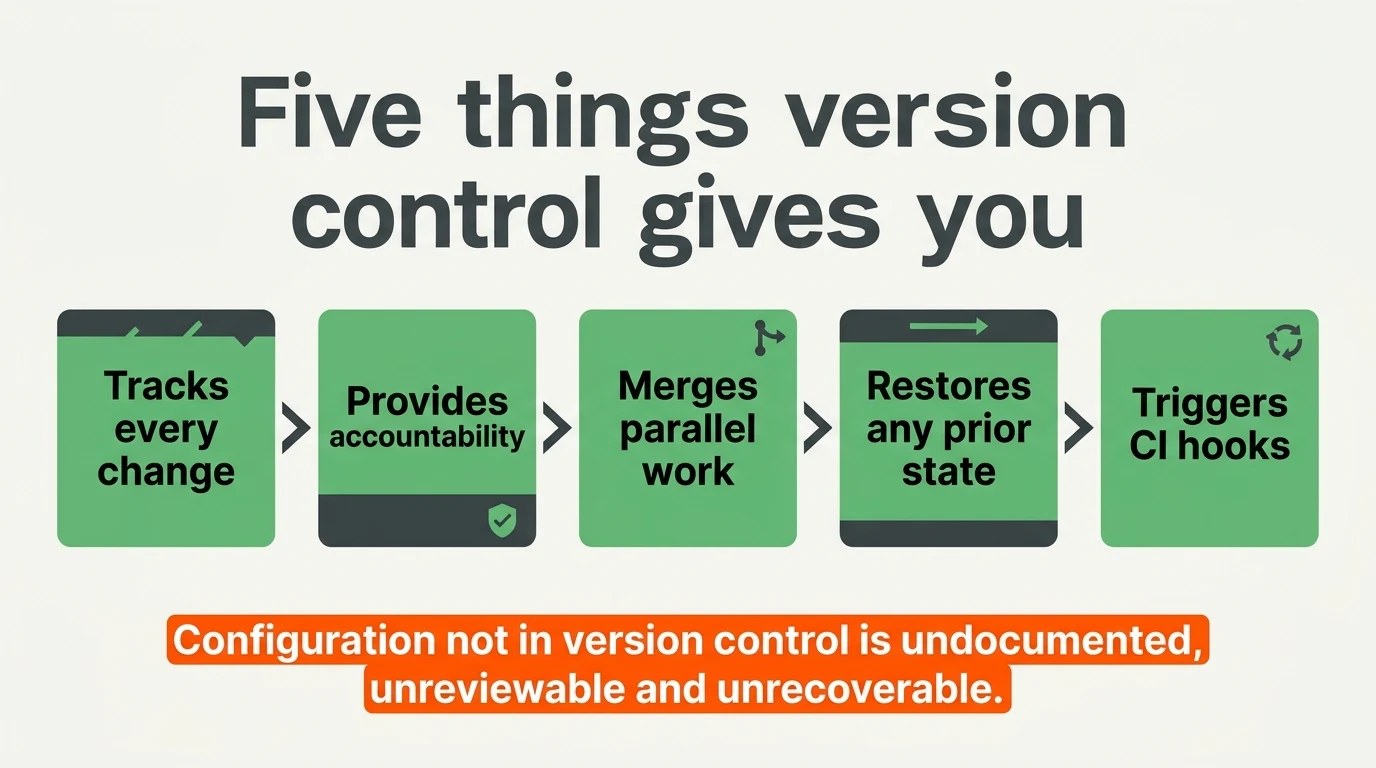 Five things version
control gives you
Tracks
every
change
Provides
accountability
Merges
parallel
work
Restores
any prior
state
Triggers
CI hooks
Configuration not in version control is undocumented,
unreviewable and unrecoverable.